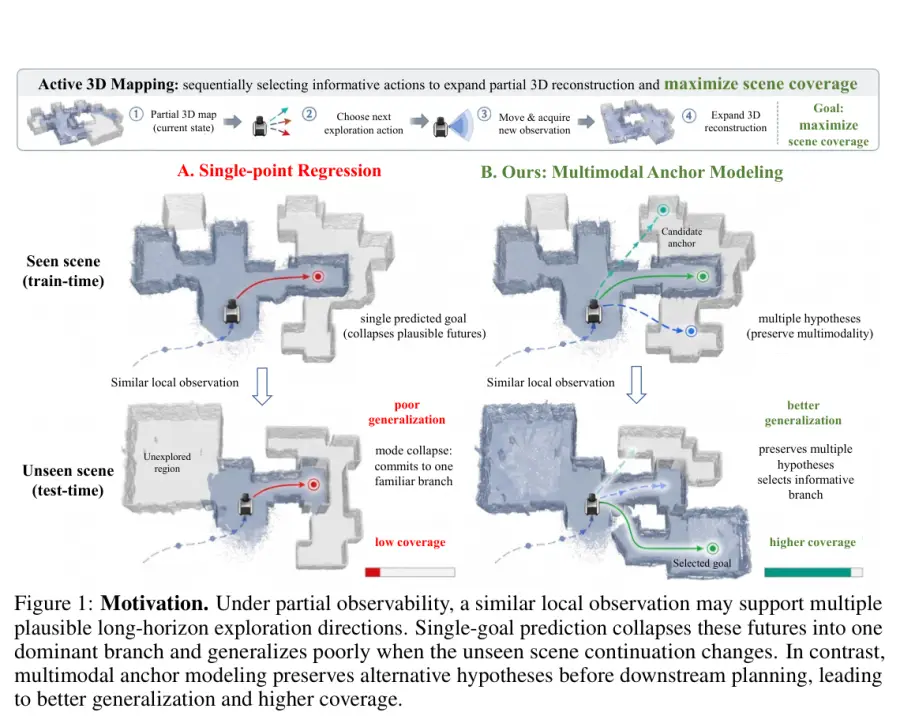 Active 3D Mapping: sequentially selecting informative actions to expand partial 3D reconstruction and maximize scene coverage
1 Partial 3D map
(current state)
2 Choose next
exploration action
3 Move & acquire
new observation
4 Expand 3D
reconstruction
Goal:
maximize
scene coverage
A. Single-point Regression
B. Ours: Multimodal Anchor Modeling
Seen scene
(train-time)
single predicted goal
(collapses plausible futures)
Similar local observation
Candidate
anchor
multiple hypotheses
(preserve multimodality)
Similar local observation
Unseen scene
(test-time)
Unexplored
region
poor
generalization
mode collapse:
commits to one
familiar branch
low coverage
better
generalization
preserves multiple
hypotheses
selects informative
branch
Selected goal
higher coverage
Figure 1: Motivation. Under partial observability, a similar local observation may support multiple
plausible long-horizon exploration directions. Single-goal prediction collapses these futures into one
dominant branch and generalizes poorly when the unseen scene continuation changes. In contrast,
multimodal anchor modeling preserves alternative hypotheses before downstream planning, leading
to better generalization and higher coverage.